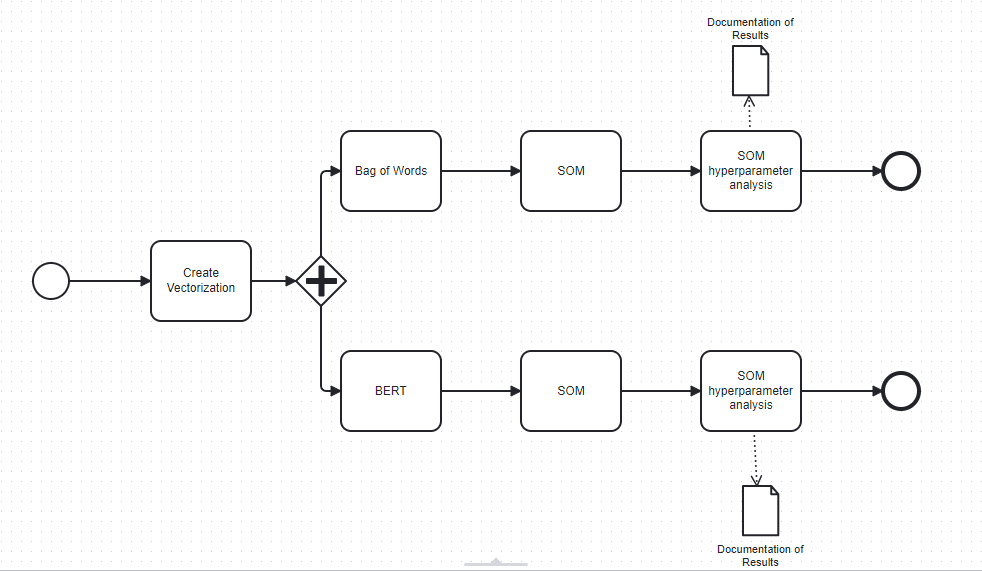 Documentation of
Results
Bag of Words
SOM
SOM
hyperparameter
analysis
Create
Vectorization
BERT
SOM
SOM
hyperparameter
analysis
Documentation of
Results